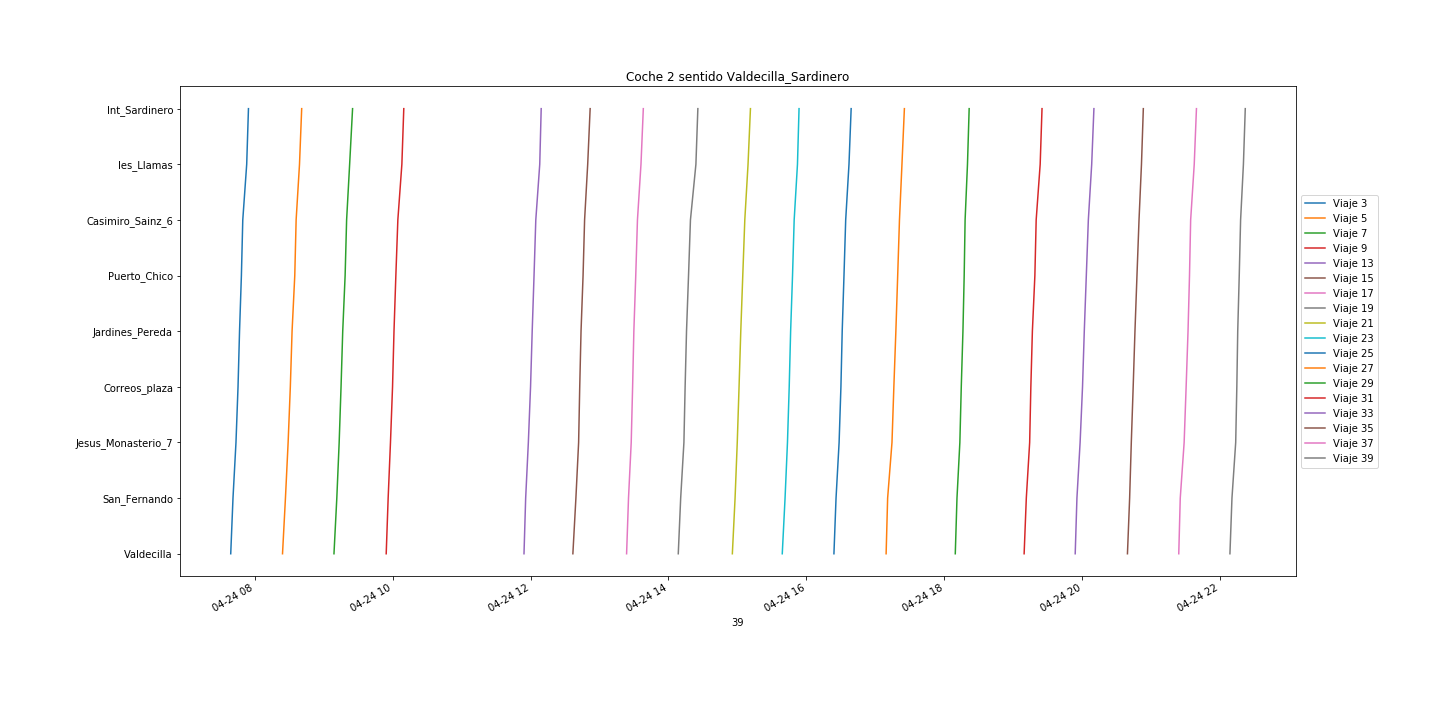 Coche 2 sentido Valdecilla_Sardinero
Int_Sardinero
Ies_Llamas
Casimiro_Sainz_6
Puerto_Chico
Jardines_Pereda
Correos_plaza
Jesus_Monasterio_7
San_Fernando
Valdecilla
04-24 08
04-24 10
04-24 12
04-24 14
04-24 16
04-24 18
04-24 20
04-24 22
39
Viaje 3
Viaje 5
Viaje 7
Viaje 9
Viaje 13
Viaje 15
Viaje 17
Viaje 19
Viaje 21
Viaje 23
Viaje 25
Viaje 27
Viaje 29
Viaje 31
Viaje 33
Viaje 35
Viaje 37
Viaje 39